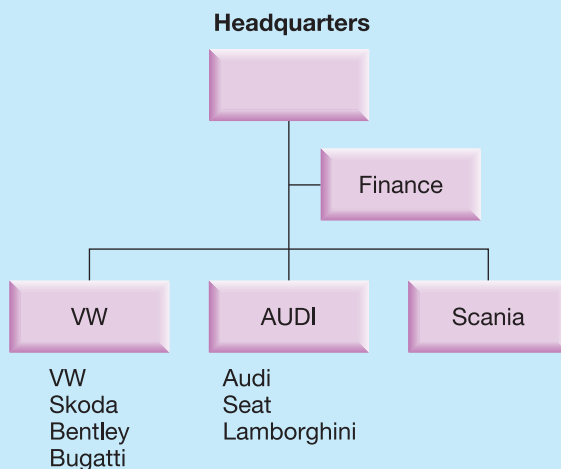 Headquarters
Finance
VW
AUDI
Scania
VW
Skoda
Bentley
Bugatti
Audi
Seat
Lamborghini